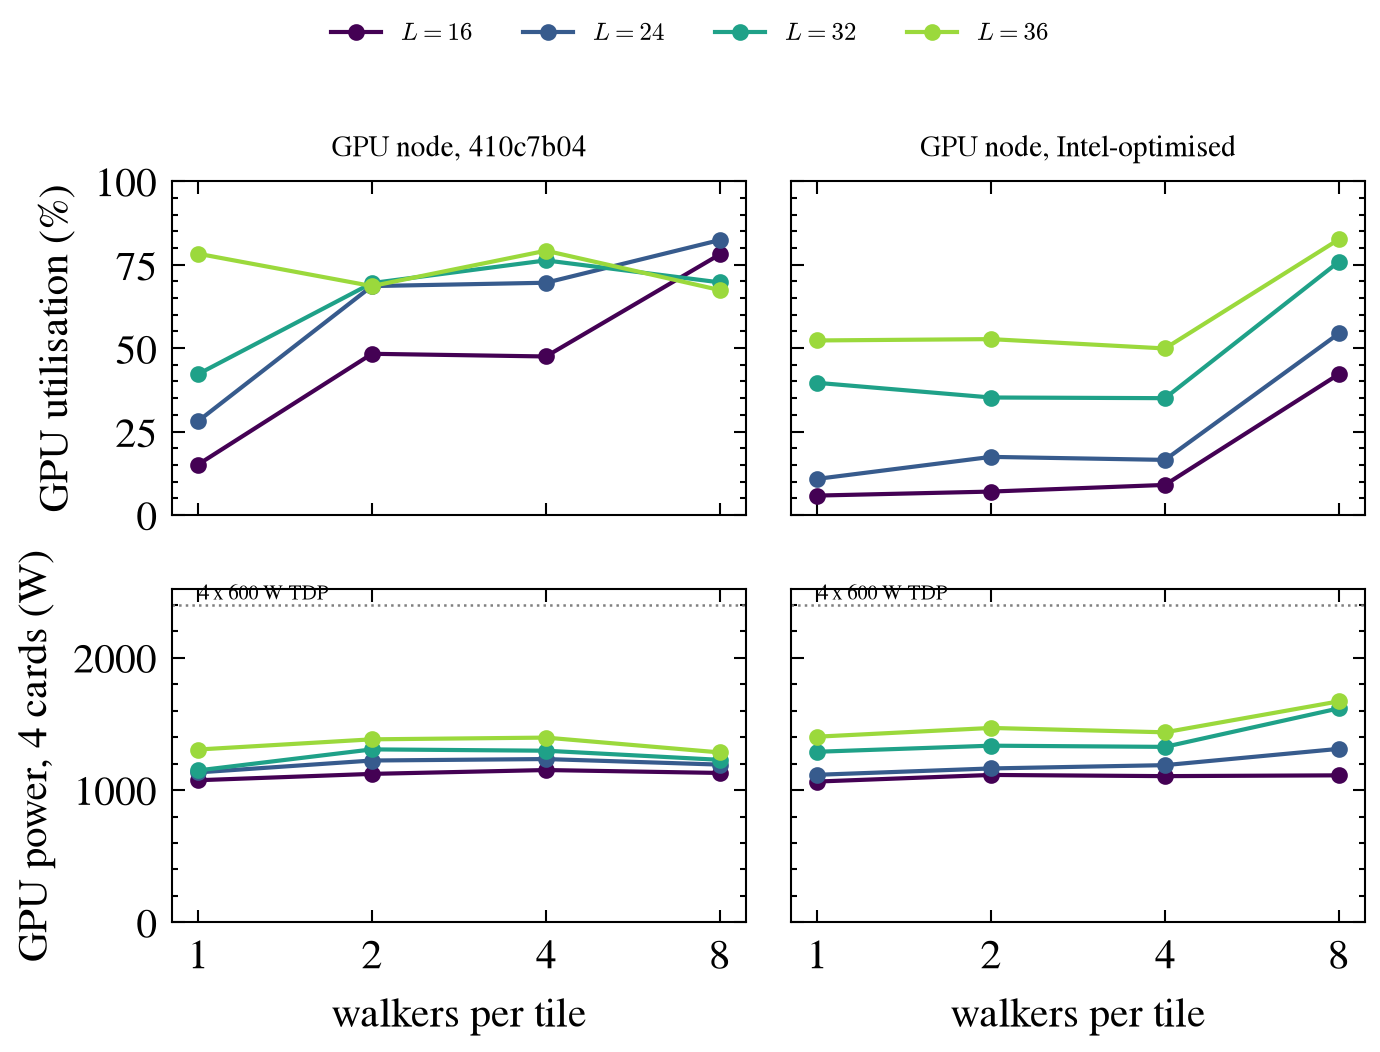 L = 16 L = 24 L = 32 L = 36
GPU node, 410c7b04
GPU node, Intel-optimised
GPU utilisation (%)
100
75
50
25
0
GPU power, 4 cards (W)
4 x 600 W TDP
4 x 600 W TDP
2000
1000
0
1 2 4 8
1 2 4 8
walkers per tile
walkers per tile